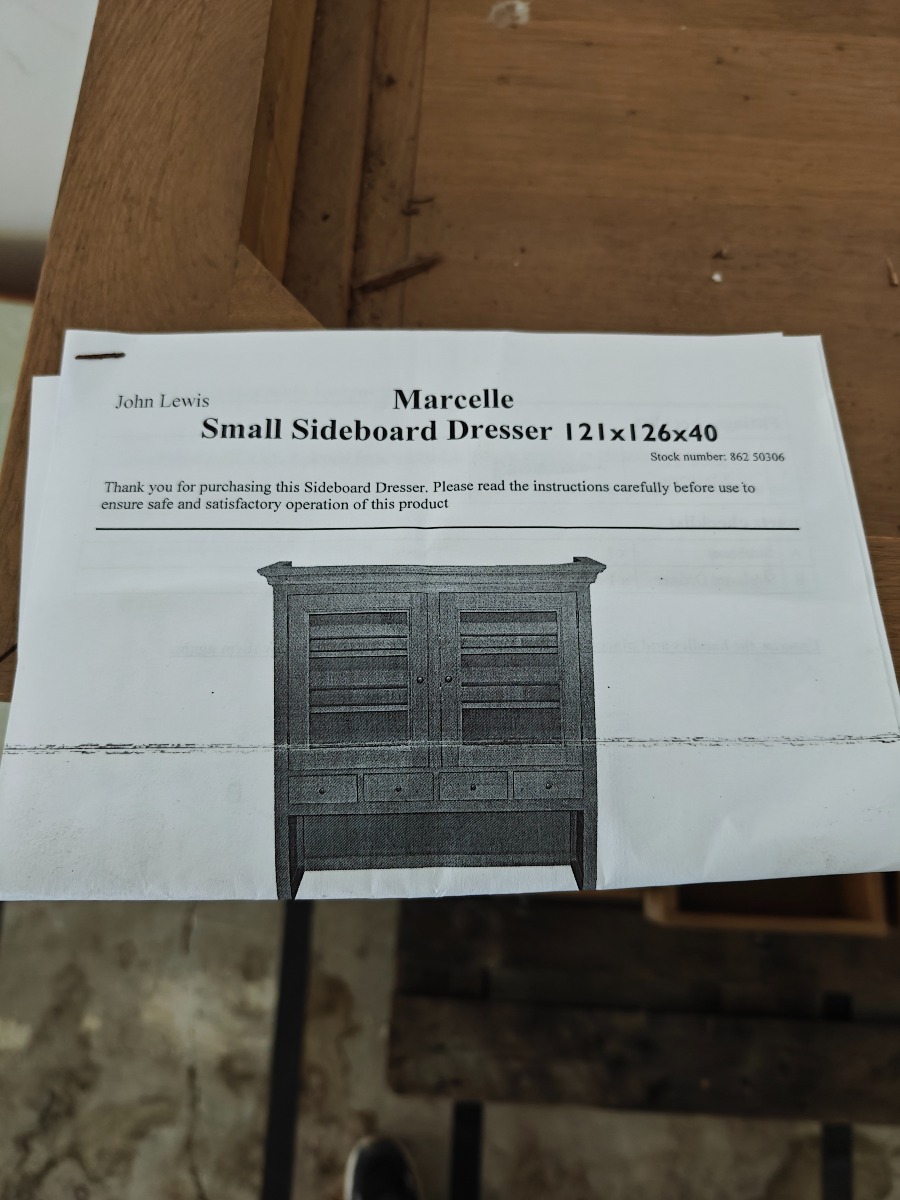 John Lewis
Marcelle
Small Sideboard Dresser 121x126x40
Stock number: 862 50306
Thank you for purchasing this Sideboard Dresser. Please read the instructions carefully before use to
ensure safe and satisfactory operation of this product